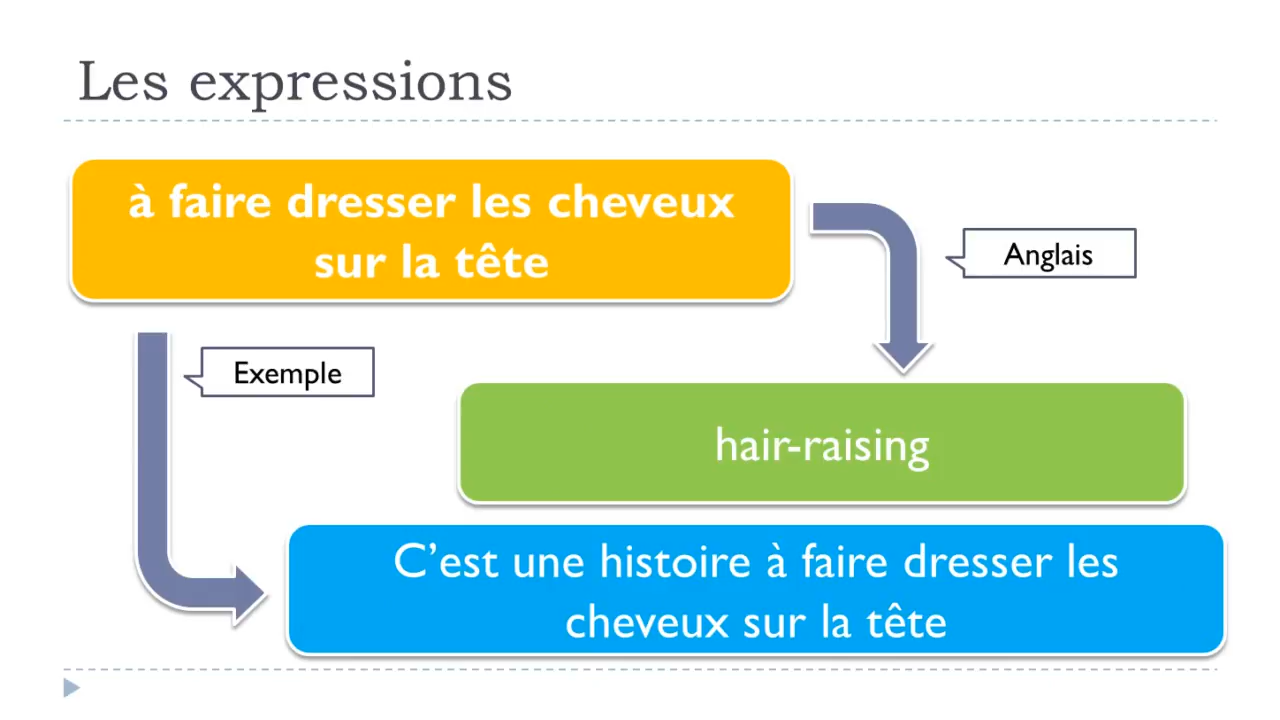 Les expressions
à faire dresser les cheveux
sur la tête
Anglais
Exemple
hair-raising
C’est une histoire à faire dresser les
cheveux sur la tête